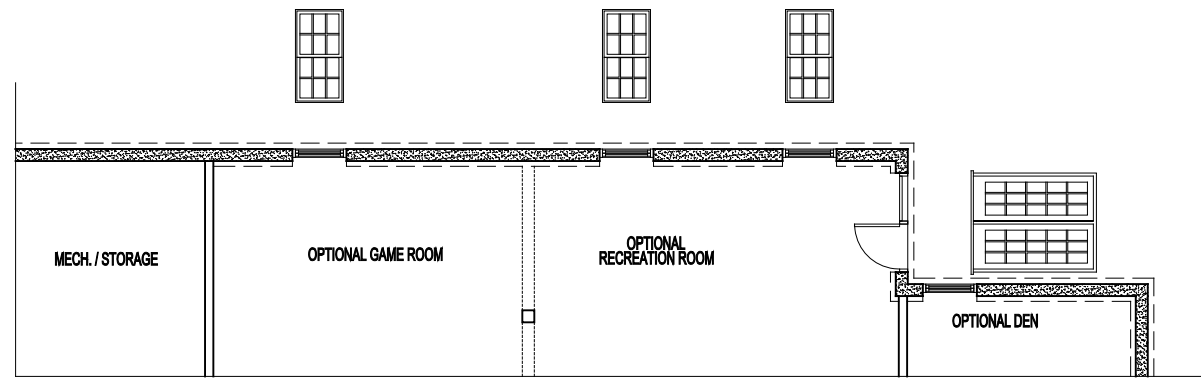 MECH. / STORAGE
OPTIONAL GAME ROOM
OPTIONAL
RECREATION ROOM
OPTIONAL DEN